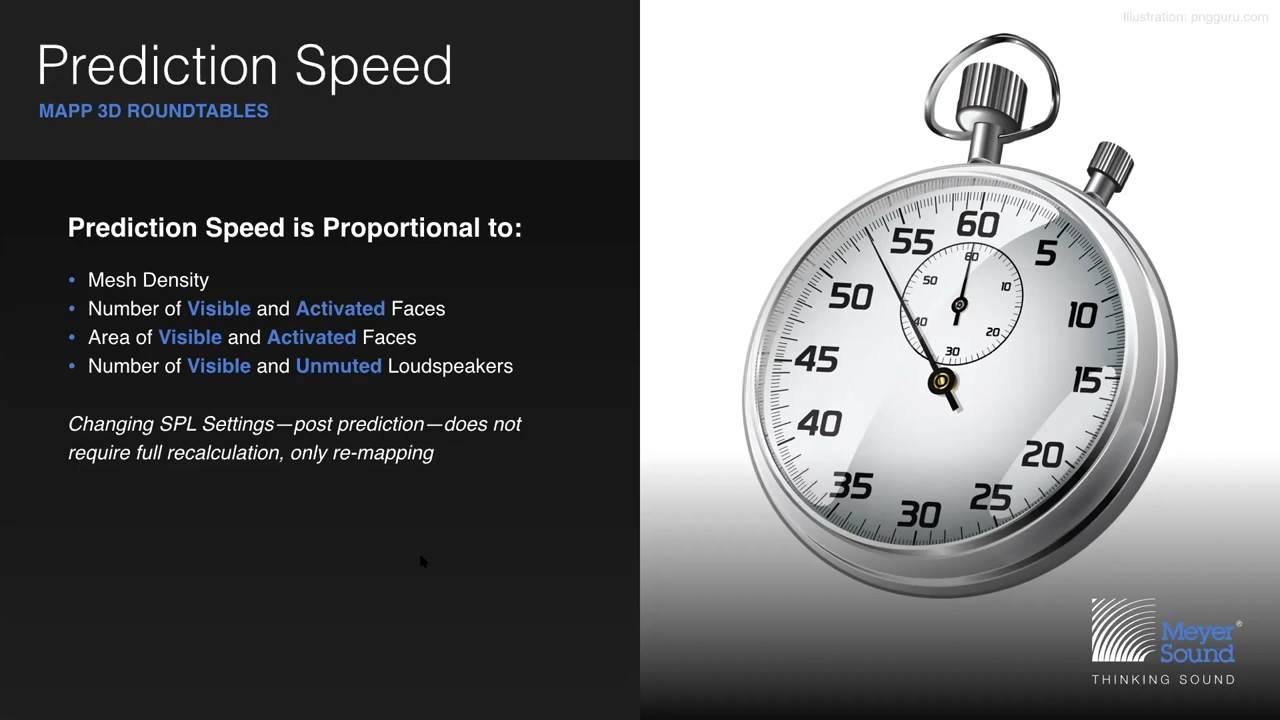 Illustration: pngguru.com
Prediction Speed
MAPP 3D ROUNDTABLES
Prediction Speed is Proportional to:
• Mesh Density
• Number of Visible and Activated Faces
• Area of Visible and Activated Faces
• Number of Visible and Unmuted Loudspeakers
Changing SPL Settings—post prediction—does not
require full recalculation, only re-mapping
60
55
5
50
10
45
15
40
20
35
25
30
60
50
10
40
20
30
Meyer
Sound®
THINKING SOUND